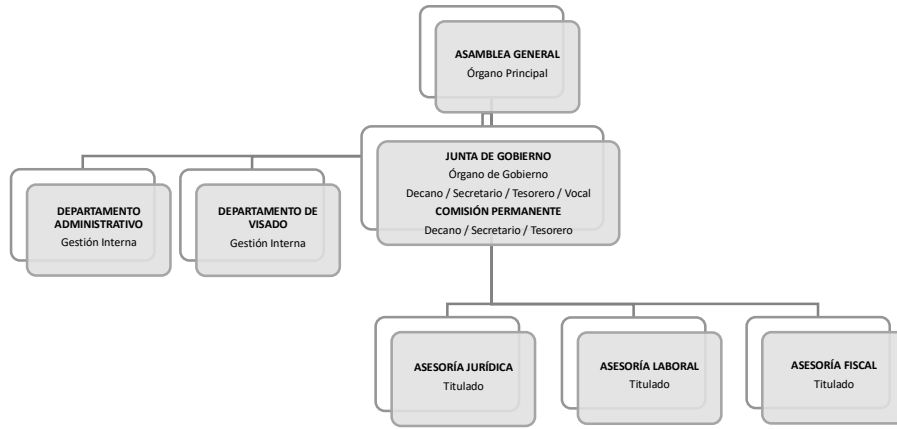 ASAMBLEA GENERAL
Órgano Principal
JUNTA DE GOBIERNO
Órgano de Gobierno
Decano / Secretario / Tesorero / Vocal
COMISIÓN PERMANENTE
Decano / Secretario / Tesorero
DEPARTAMENTO
ADMINISTRATIVO
Gestión Interna
DEPARTAMENTO DE
VISADO
Gestión Interna
ASESORÍA JURÍDICA
Titulado
ASESORÍA LABORAL
Titulado
ASESORÍA FISCAL
Titulado